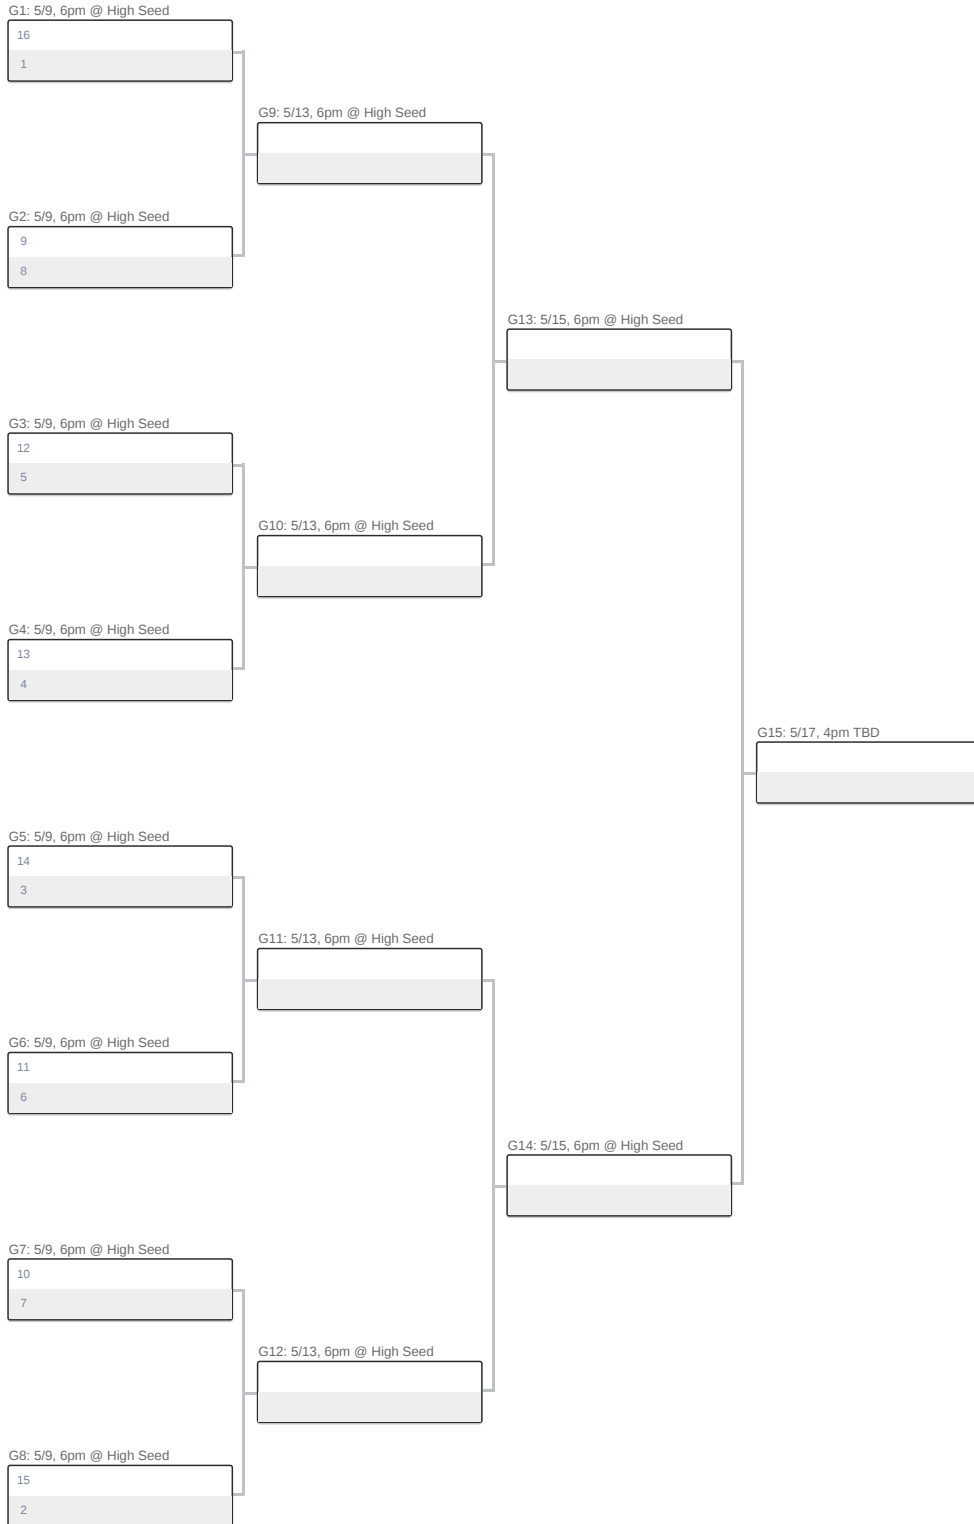 G1: 5/9, 6pm @ High Seed
16
1
G9: 5/13, 6pm @ High Seed
G2: 5/9, 6pm @ High Seed
9
8
G13: 5/15, 6pm @ High Seed
G3: 5/9, 6pm @ High Seed
12
5
G10: 5/13, 6pm @ High Seed
G4: 5/9, 6pm @ High Seed
13
4
G15: 5/17, 4pm TBD
G5: 5/9, 6pm @ High Seed
14
3
G11: 5/13, 6pm @ High Seed
G6: 5/9, 6pm @ High Seed
11
6
G14: 5/15, 6pm @ High Seed
G7: 5/9, 6pm @ High Seed
10
7
G12: 5/13, 6pm @ High Seed
G8: 5/9, 6pm @ High Seed
15
2